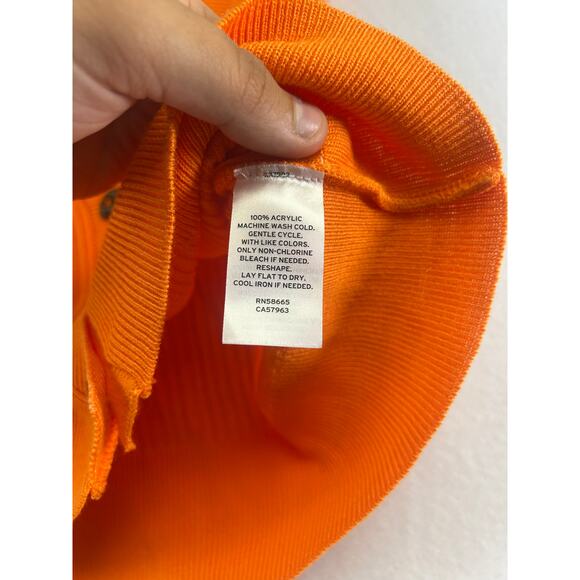 100% ACRYLIC
MACHINE WASH COLD.
GENTLE CYCLE.
WITH LIKE COLORS.
ONLY NON-CHLORINE
BLEACH IF NEEDED.
RESHAPE.
LAY FLAT TO DRY.
COOL IRON IF NEEDED.
RN58665
CA57963